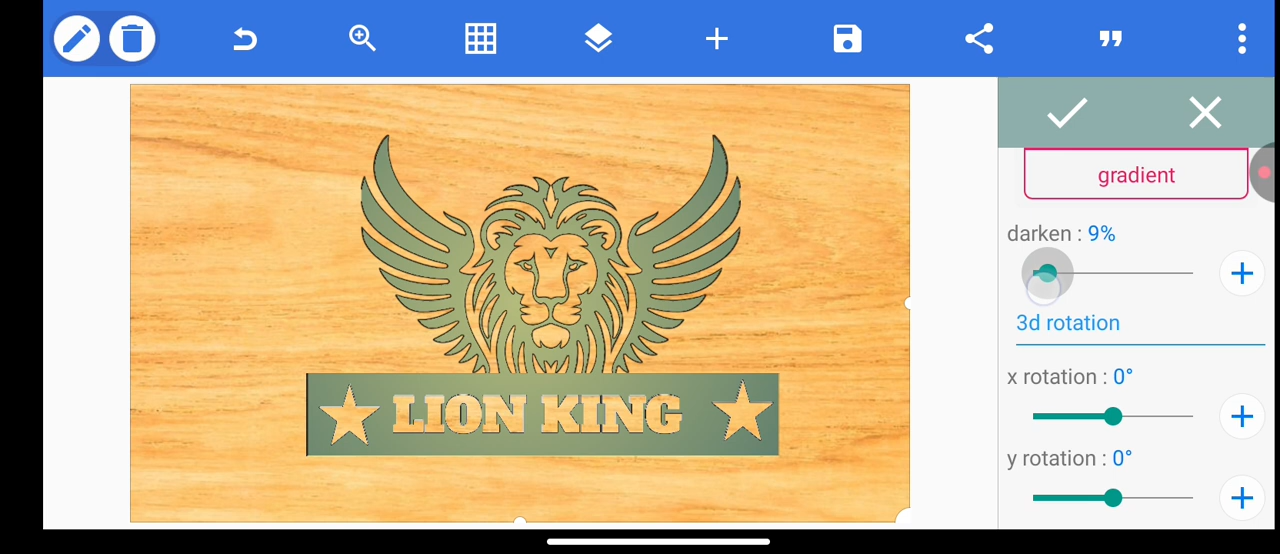 gradient
darken : 9%
3d rotation
x rotation : 0°
y rotation : 0°
LION KING